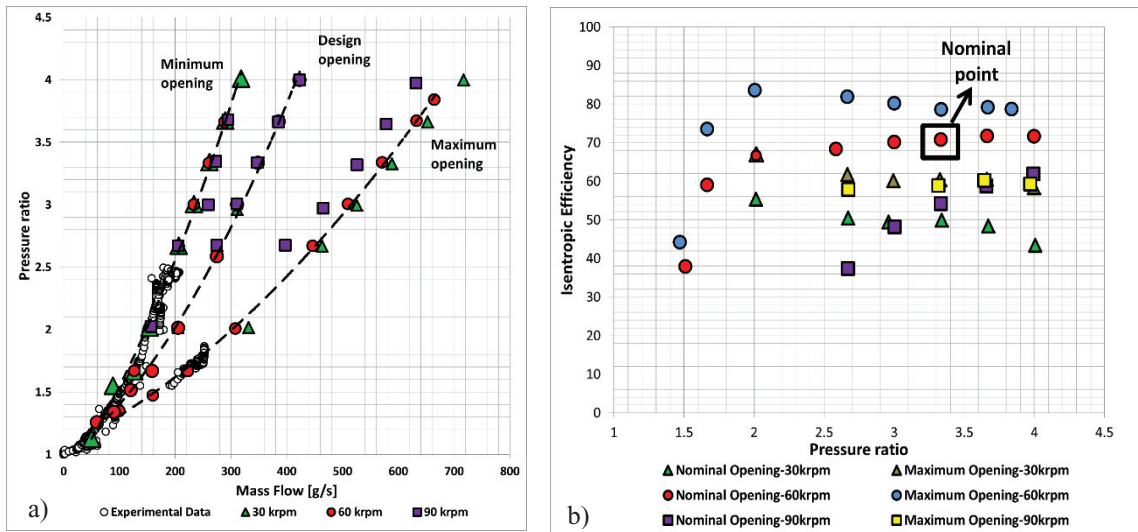 4.5
4
3.5
3
2.5
2
1.5
1
0 100 200 300 400 500 600 700 800
Pressure ratio
Mass Flow [g/s]
Minimum
opening
Design
opening
Maximum
opening
a)
Experimental Data 30 krpm 60 krpm 90 krpm
100
90
80
70
60
50
40
30
20
10
0
1 1.5 2 2.5 3 3.5 4 4.5
Isentropic Efficiency
Pressure ratio
Nominal
point
b)
Nominal Opening-30krpm Maximum Opening-30krpm
Nominal Opening-60krpm Maximum Opening-60krpm
Nominal Opening-90krpm Maximum Opening-90krpm